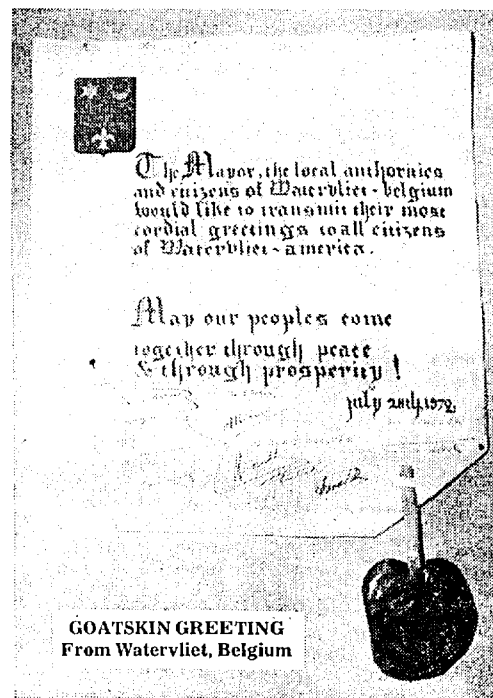 The Mayor, the local authorities
and citizens of Watervliet - belgium
would like to transmit their most
cordial greetings to all citizens
of Watervliet - america.
May our peoples come
together through peace
& through prosperity!
july 28th, 1972.
GOATSKIN GREETING
From Watervliet, Belgium